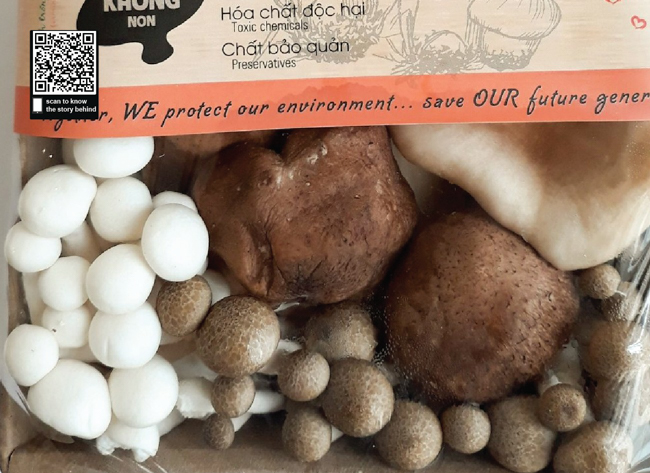 KHÔNG
NON
Hóa chất độc hại
Toxic chemicals
Chất bảo quản
Preservatives
scan to know
the story behind
WE protect our environment... save OUR future gener